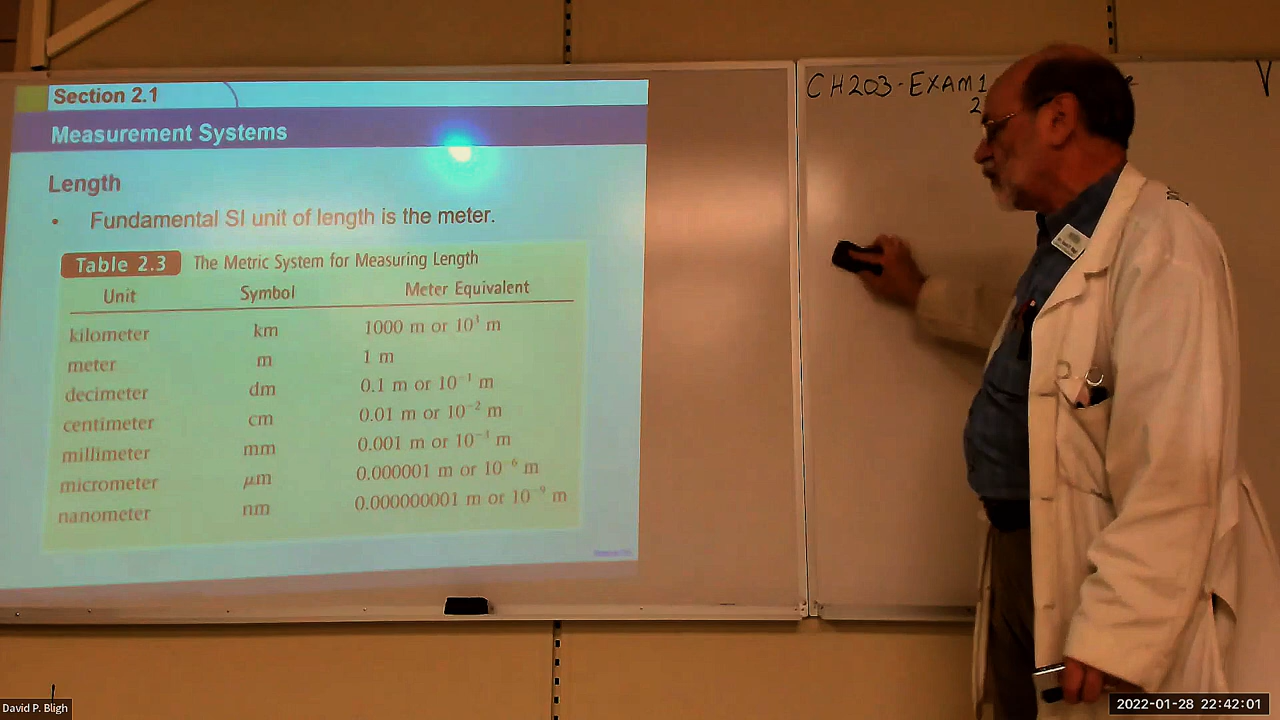 Section 2.1
Measurement Systems
Length
• Fundamental SI unit of length is the meter.
Table 2.3 The Metric System for Measuring Length
Unit Symbol Meter Equivalent
kilometer km 1000 m or 10³ m
meter m 1 m
decimeter dm 0.1 m or 10⁻¹ m
centimeter cm 0.01 m or 10⁻² m
millimeter mm 0.001 m or 10⁻³ m
micrometer μm 0.000001 m or 10⁻⁶ m
nanometer nm 0.000000001 m or 10⁻⁹ m
CH203-EXAM1
2
V
David P. Bligh
2022-01-28 22:42:01